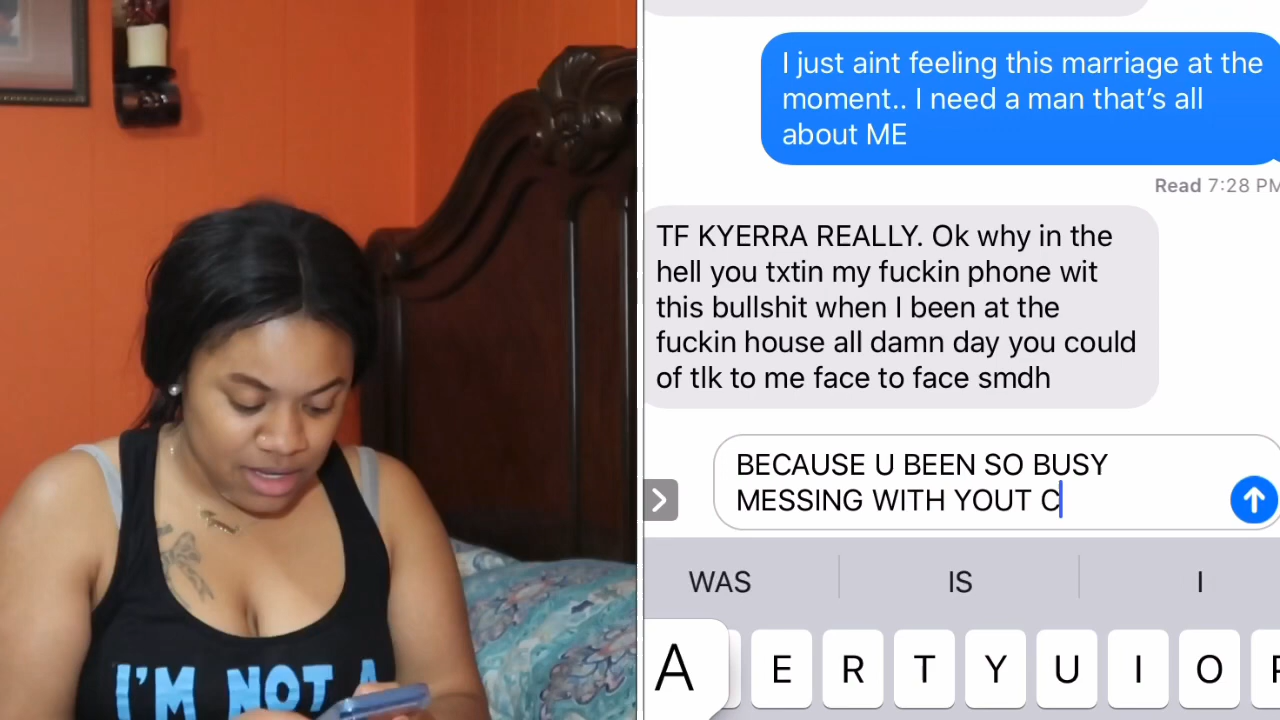 I just aint feeling this marriage at the
moment.. I need a man that's all
about ME
Read 7:28 PM
TF KYERRA REALLY. Ok why in the
hell you txtin my fuckin phone wit
this bullshit when I been at the
fuckin house all damn day you could
of tlk to me face to face smdh
BECAUSE U BEEN SO BUSY
MESSING WITH YOUT C
WAS IS I
A E R T Y U I O P
I'M NOT A